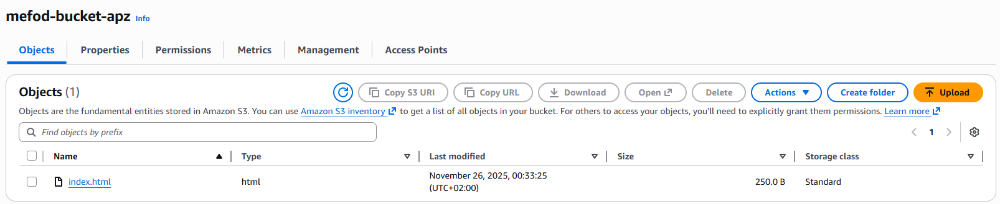 mefod-bucket-apz Info
Objects Properties Permissions Metrics Management Access Points
Objects (1) Copy S3 URI Copy URL Download Open Delete Actions Create folder Upload
Objects are the fundamental entities stored in Amazon S3. You can use Amazon S3 inventory to get a list of all objects in your bucket. For others to access your objects, you'll need to explicitly grant them permissions. Learn more
Find objects by prefix 1
Name Type Last modified Size Storage class
index.html html November 26, 2025, 00:33:25 250.0 B Standard
(UTC+02:00)